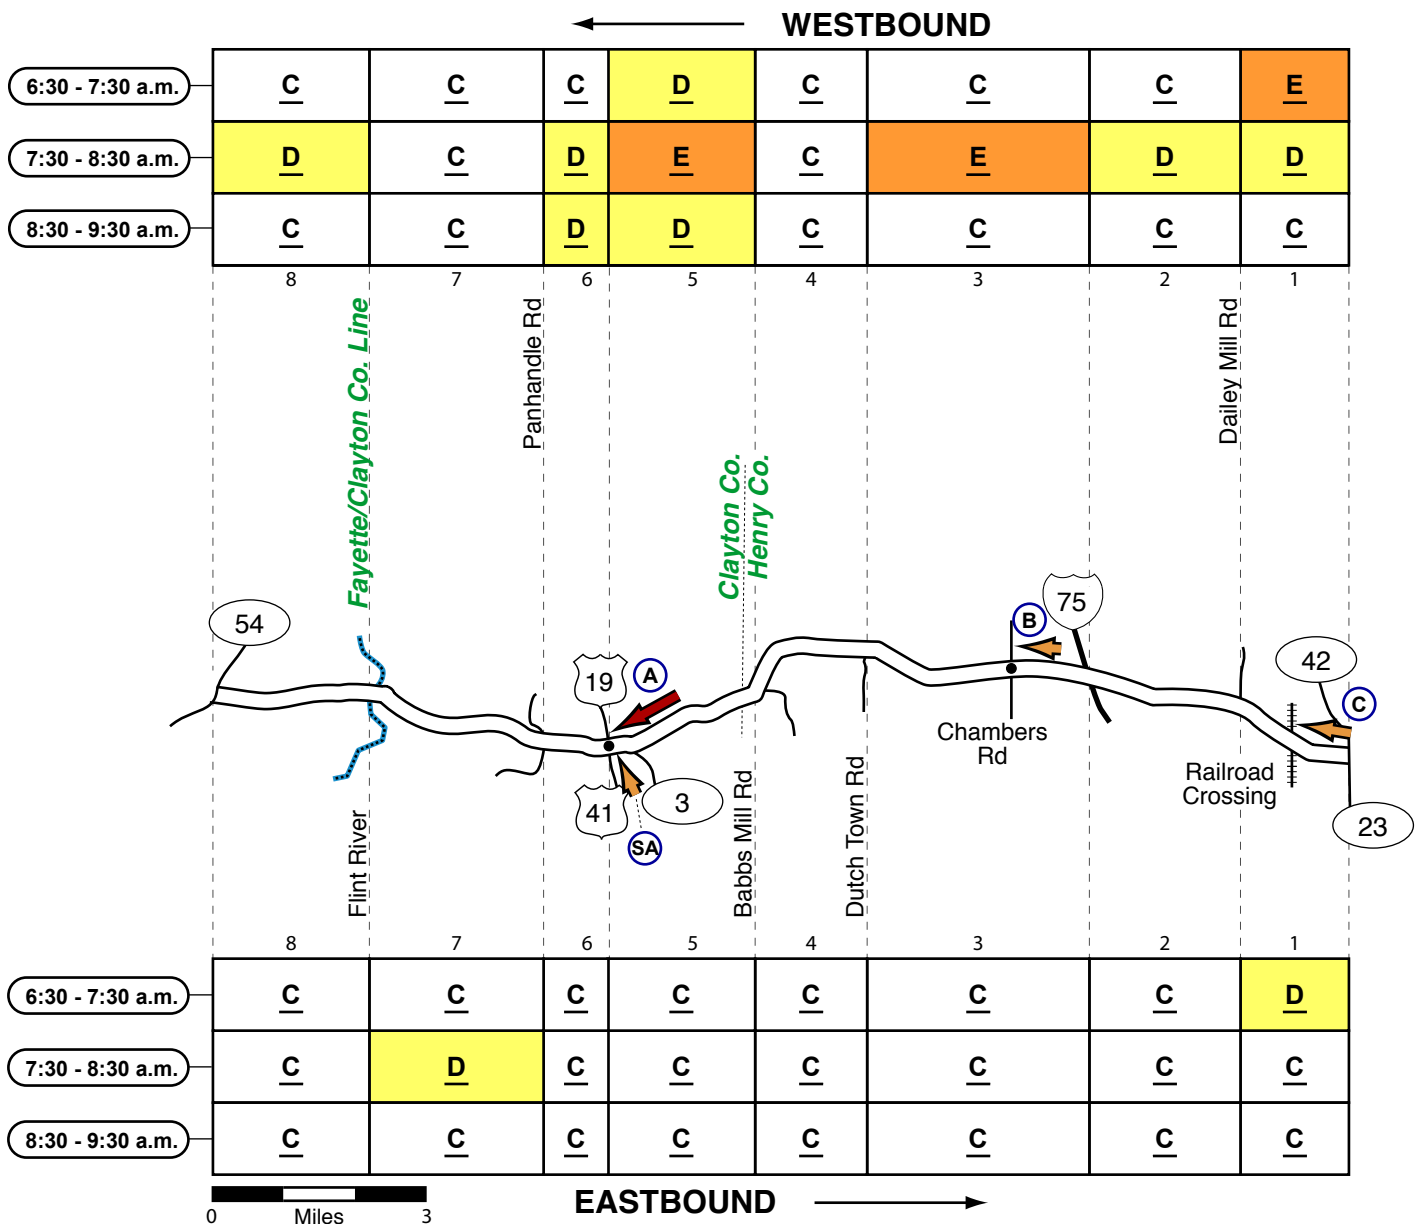 WESTBOUND
6:30 - 7:30 a.m. C C C D C C C E
7:30 - 8:30 a.m. D C D E C E D D
8:30 - 9:30 a.m. C C D D C C C C
8 7 6 5 4 3 2 1
Fayette/Clayton Co. Line
Panhandle Rd
Dailey Mill Rd
Clayton Co.
Henry Co.
54
19
A
B
75
42
C
Chambers
Rd
Railroad
Crossing
41
3
SA
23
Flint River
Babbs Mill Rd
Dutch Town Rd
8 7 6 5 4 3 2 1
6:30 - 7:30 a.m. C C C C C C C D
7:30 - 8:30 a.m. C D C C C C C C
8:30 - 9:30 a.m. C C C C C C C C
0 Miles 3
EASTBOUND